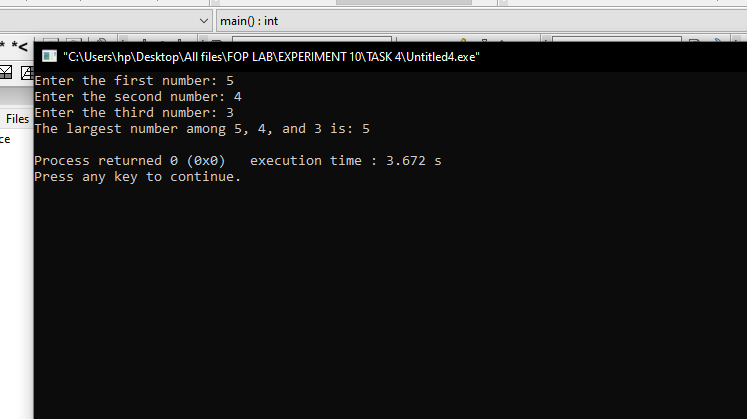 main() : int
* *<
"C:\Users\hp\Desktop\All files\FOP LAB\EXPERIMENT 10\TASK 4\Untitled4.exe"
Enter the first number: 5
Enter the second number: 4
Enter the third number: 3
The largest number among 5, 4, and 3 is: 5
Files
ce
Process returned 0 (0x0)   execution time : 3.672 s
Press any key to continue.